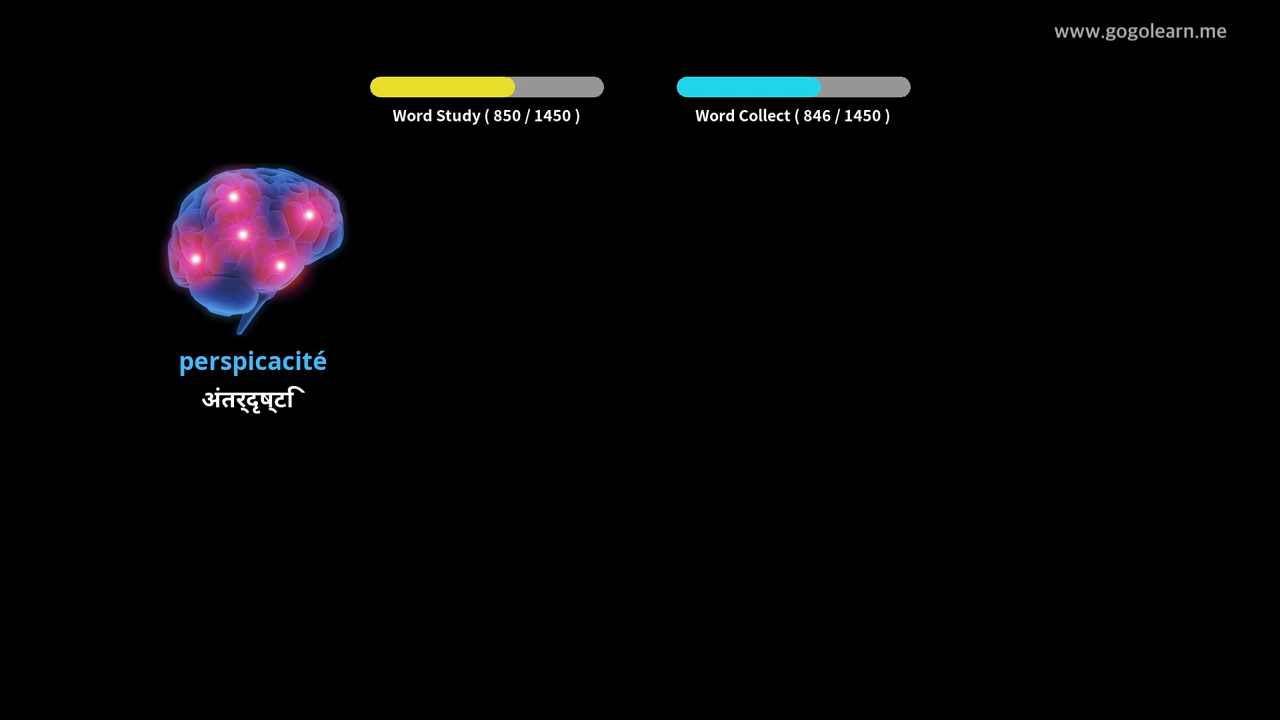 www.gogolearn.me
Word Study ( 850 / 1450 )
Word Collect ( 846 / 1450 )
perspicacité
अंतर्दृष्टि